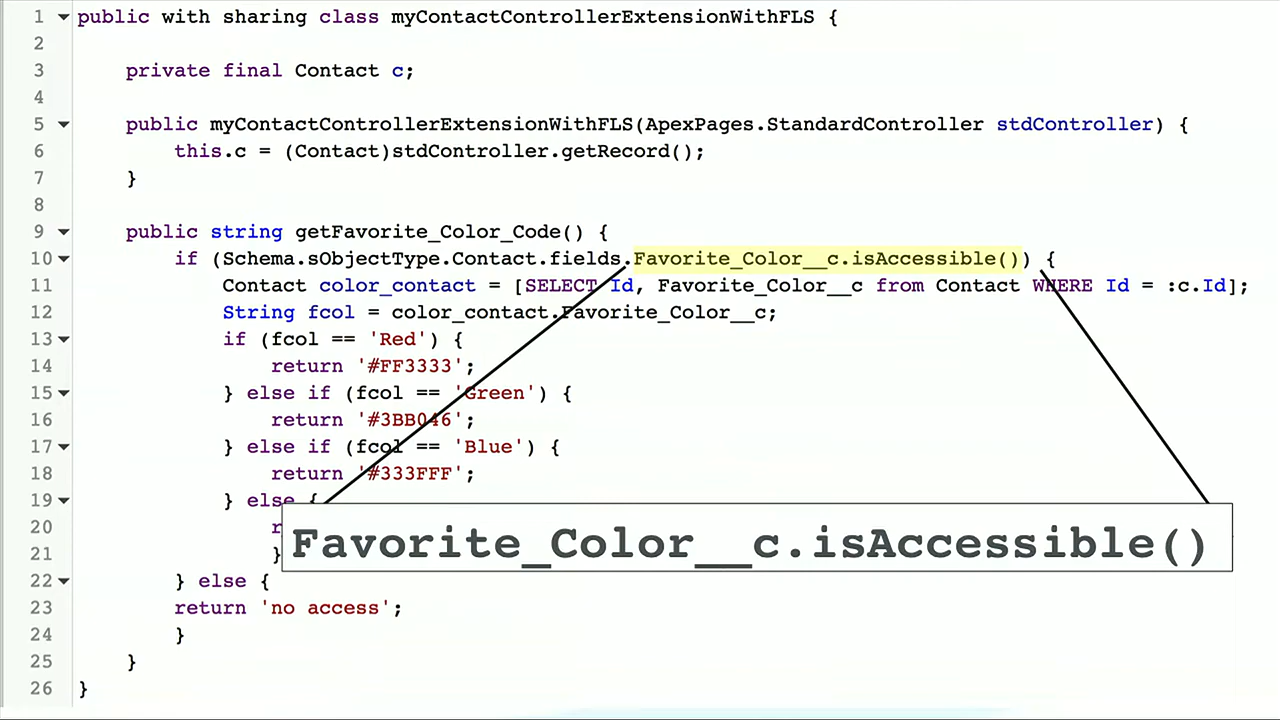 1 public with sharing class myContactControllerExtensionWithFLS {
2
3 private final Contact c;
4
5 public myContactControllerExtensionWithFLS(ApexPages.StandardController stdController) {
6 this.c = (Contact)stdController.getRecord();
7 }
8
9 public string getFavorite_Color_Code() {
10 if (Schema.sObjectType.Contact.fields.Favorite_Color__c.isAccessible()) {
11 Contact color_contact = [SELECT Id, Favorite_Color__c from Contact WHERE Id = :c.Id];
12 String fcol = color_contact.Favorite_Color__c;
13 if (fcol == 'Red') {
14 return '#FF3333';
15 } else if (fcol == 'Green') {
16 return '#3BB046';
17 } else if (fcol == 'Blue') {
18 return '#333FFF';
19 } else {
20
21 }
Favorite_Color__c.isAccessible()
22 } else {
23 return 'no access';
24 }
25 }
26 }